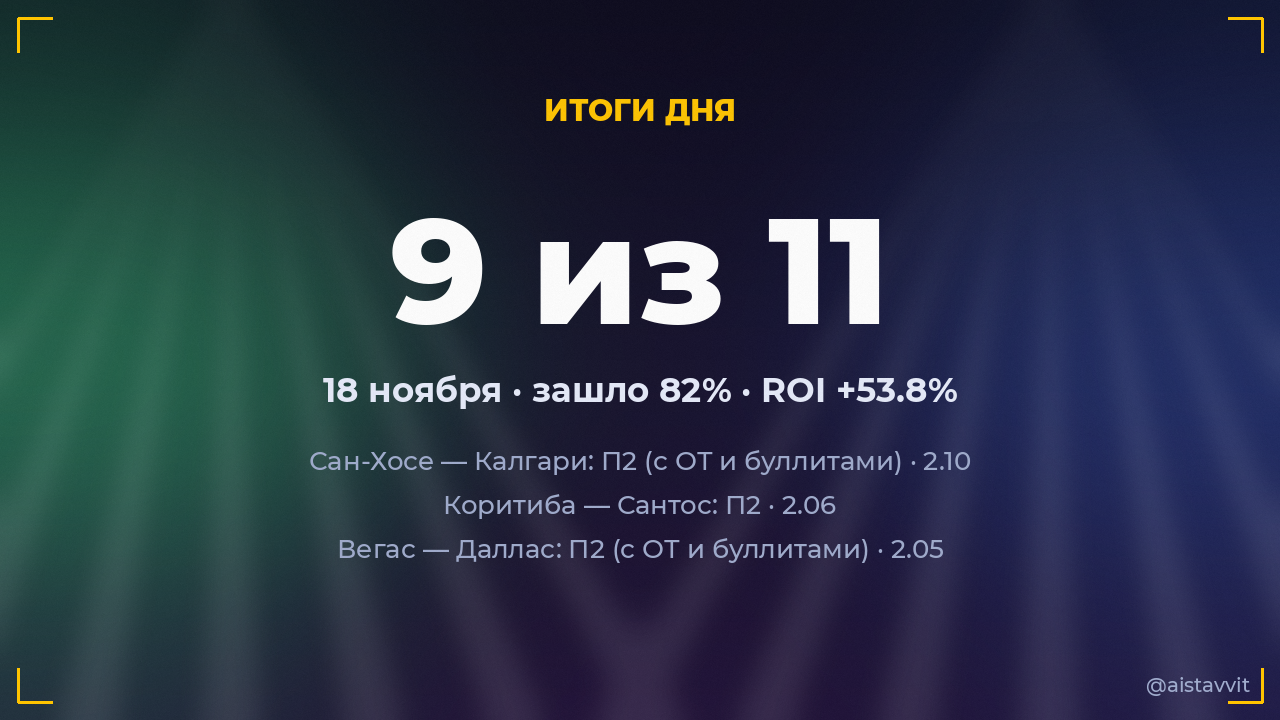 ИТОГИ ДНЯ
9 из 11
18 ноября · зашло 82% · ROI +53.8%
Сан-Хосе — Калгари: П2 (с ОТ и буллитами) · 2.10
Коритиба — Сантос: П2 · 2.06
Вегас — Даллас: П2 (с ОТ и буллитами) · 2.05
@aistavvit